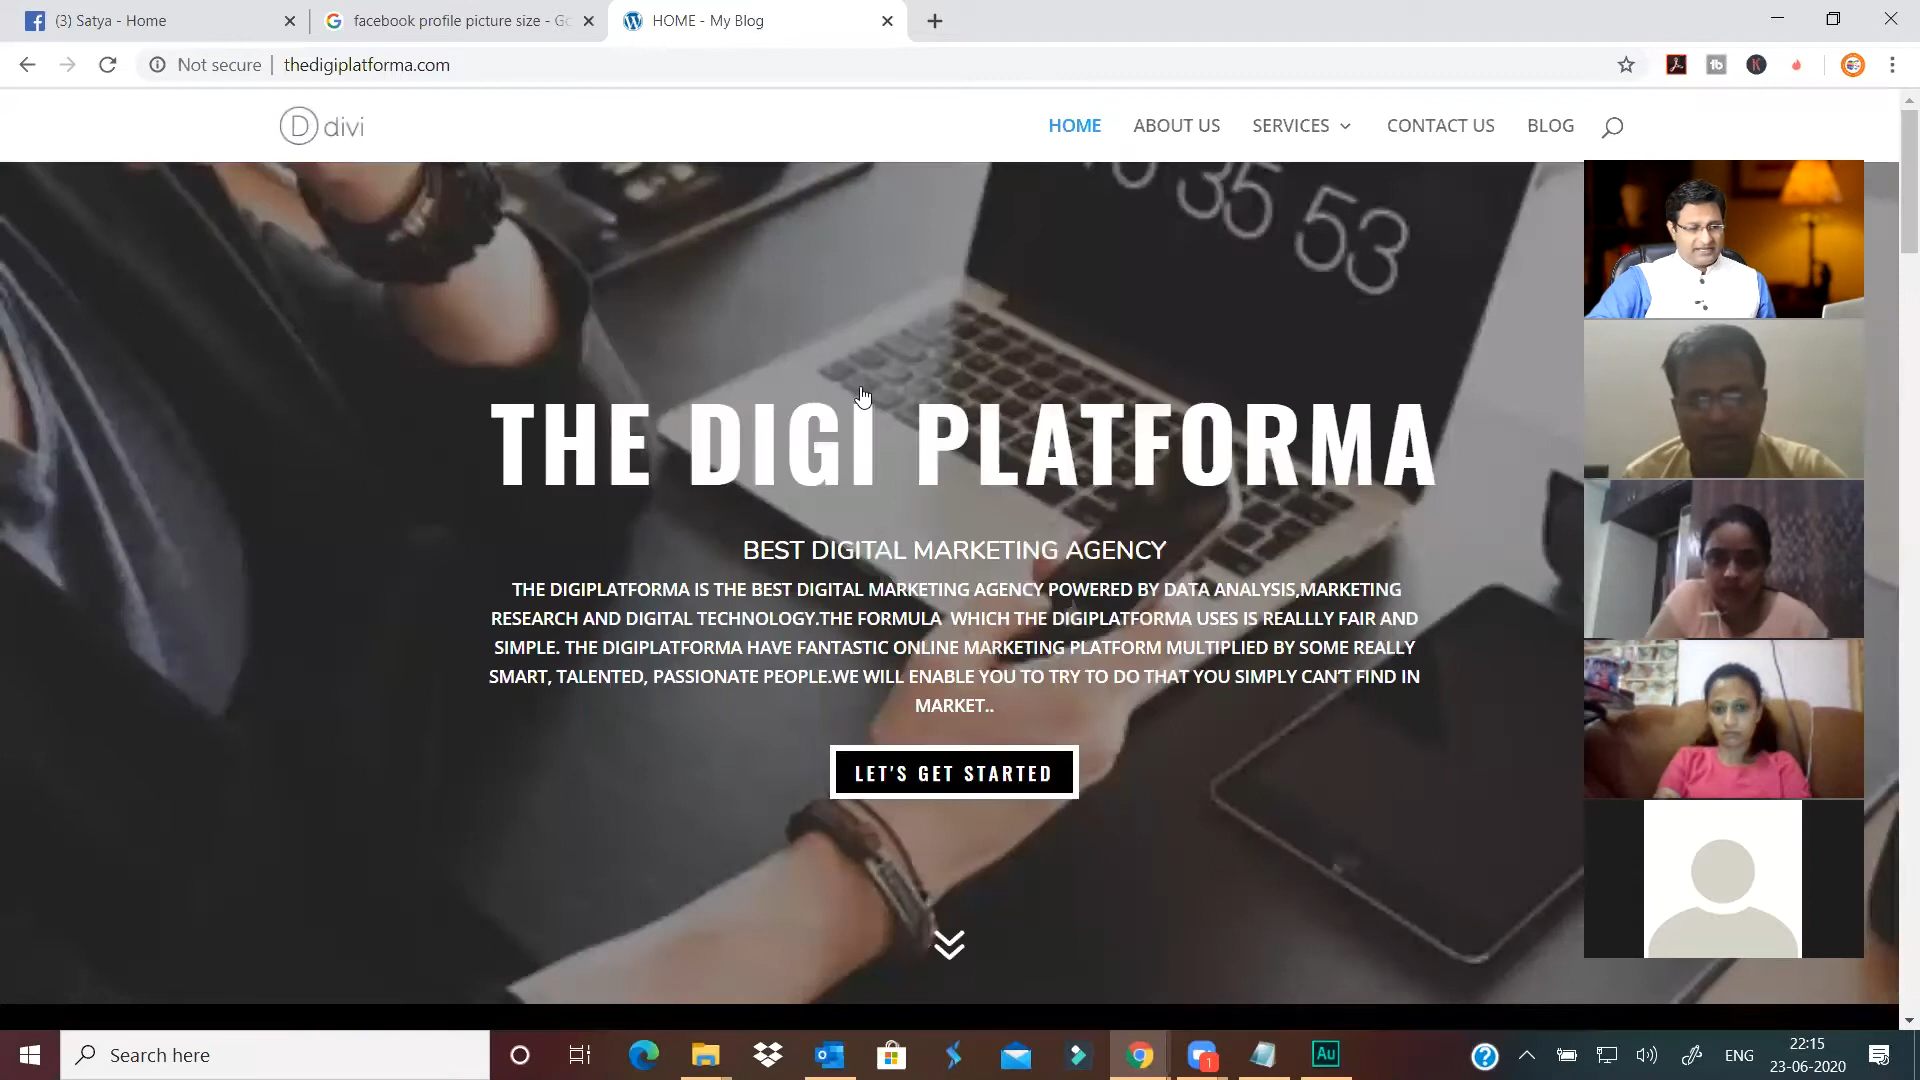 (3) Satya - Home
facebook profile picture size - Go
HOME - My Blog
Not secure
thedigiplatforma.com
D divi
HOME
ABOUT US
SERVICES
CONTACT US
BLOG
35 53
THE DIGI PLATFORMA
BEST DIGITAL MARKETING AGENCY
THE DIGIPLATFORMA IS THE BEST DIGITAL MARKETING AGENCY POWERED BY DATA ANALYSIS,MARKETING
RESEARCH AND DIGITAL TECHNOLOGY.THE FORMULA WHICH THE DIGIPLATFORMA USES IS REALLLY FAIR AND
SIMPLE. THE DIGIPLATFORMA HAVE FANTASTIC ONLINE MARKETING PLATFORM MULTIPLIED BY SOME REALLY
SMART, TALENTED, PASSIONATE PEOPLE.WE WILL ENABLE YOU TO TRY TO DO THAT YOU SIMPLY CAN'T FIND IN
MARKET..
LET'S GET STARTED
Search here
1
Au
ENG
22:15
23-06-2020